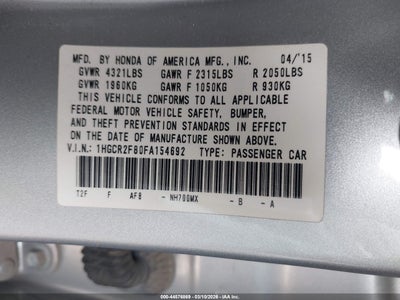 MFD. BY HONDA OF AMERICA MFG., INC. 04/'15
GVWR 4321LBS GAWR F 2315LBS R 2050LBS
GVWR 1960KG GAWR F 1050KG R 930KG
THIS VEHICLE CONFORMS TO ALL APPLICABLE
FEDERAL MOTOR VEHICLE SAFETY, BUMPER,
AND THEFT PREVENTION STANDARDS IN EFFECT
ON THE DATE OF MANUFACTURE SHOWN ABOVE.
V.I.N.: 1HGCR2F80FA154692 TYPE: PASSENGER CAR
T2F F AF8 - NH700MX - B - A
000-44676069 - 03/10/2026 - IAA - (US)